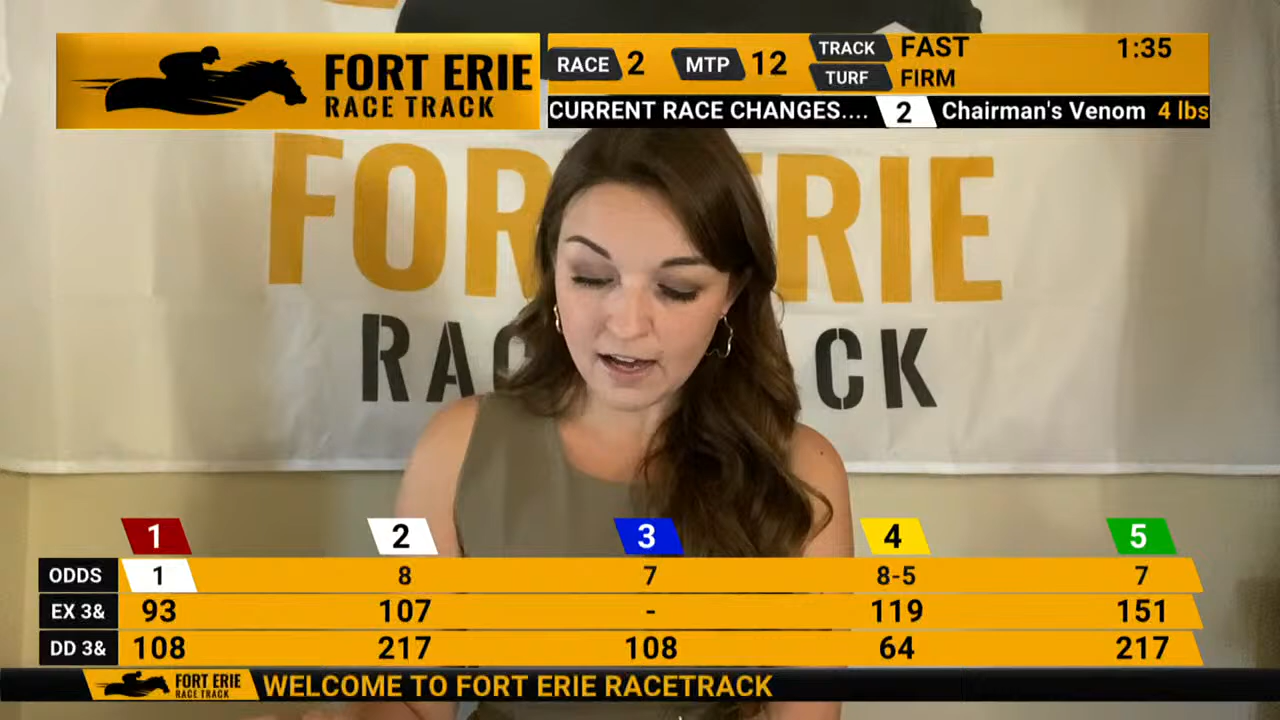 FORT ERIE
RACE TRACK
RACE 2 MTP 12 TRACK FAST 1:35
TURF FIRM
CURRENT RACE CHANGES.... 2 Chairman's Venom 4 lbs
FOR ERIE
RAC CK
1 2 3 4 5
ODDS 1 8 7 8-5 7
EX 3& 93 107 - 119 151
DD 3& 108 217 108 64 217
FORT ERIE
RACE TRACK
WELCOME TO FORT ERIE RACETRACK